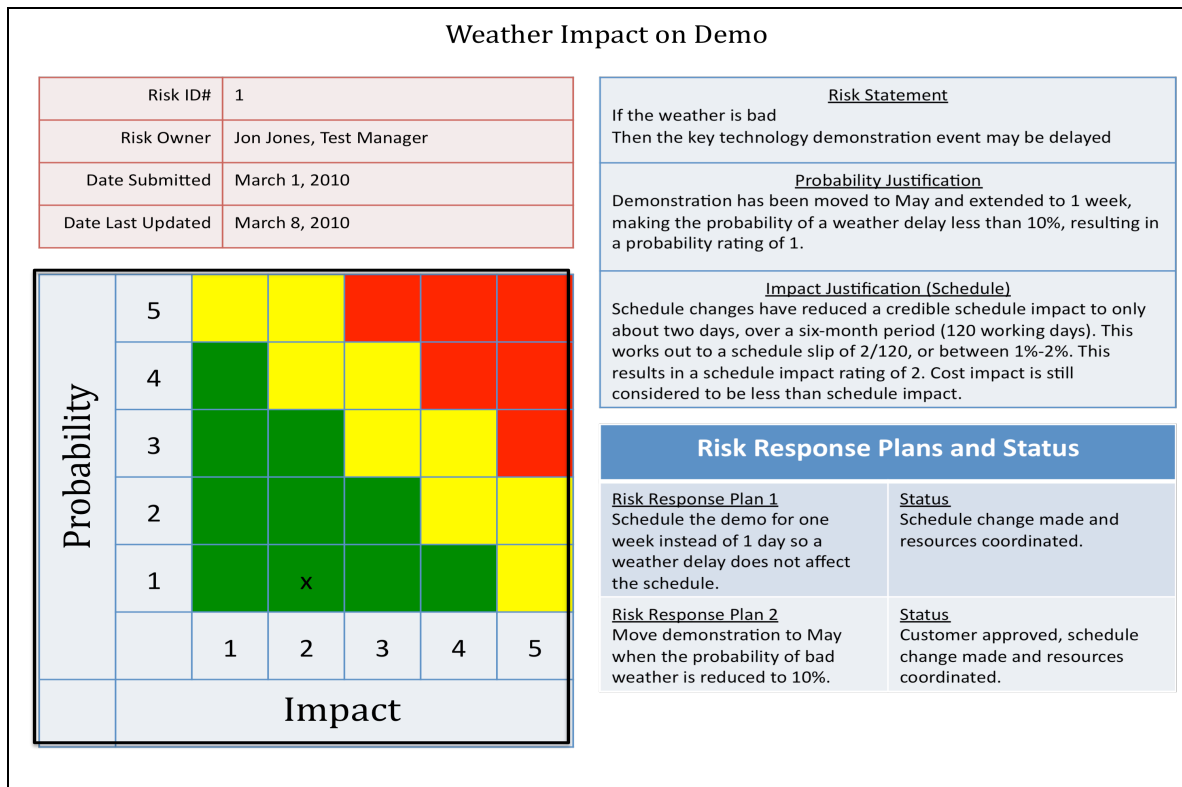 Weather Impact on Demo
Risk ID# 1
Risk Owner Jon Jones, Test Manager
Date Submitted March 1, 2010
Date Last Updated March 8, 2010
Probability
5
4
3
2
1 x
1 2 3 4 5
Impact
Risk Statement
If the weather is bad
Then the key technology demonstration event may be delayed
Probability Justification
Demonstration has been moved to May and extended to 1 week,
making the probability of a weather delay less than 10%, resulting in
a probability rating of 1.
Impact Justification (Schedule)
Schedule changes have reduced a credible schedule impact to only
about two days, over a six-month period (120 working days). This
works out to a schedule slip of 2/120, or between 1%-2%. This
results in a schedule impact rating of 2. Cost impact is still
considered to be less than schedule impact.
Risk Response Plans and Status
Risk Response Plan 1
Schedule the demo for one
week instead of 1 day so a
weather delay does not affect
the schedule.
Status
Schedule change made and
resources coordinated.
Risk Response Plan 2
Move demonstration to May
when the probability of bad
weather is reduced to 10%.
Status
Customer approved, schedule
change made and resources
coordinated.